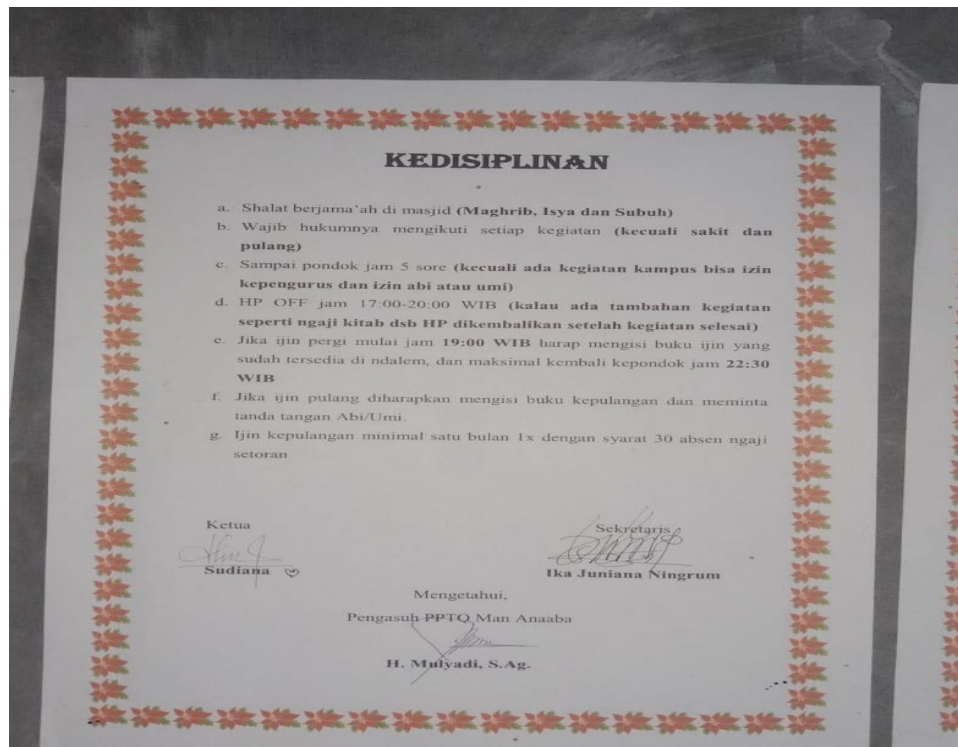 KEDISIPLINAN
a. Shalat berjama'ah di masjid (Maghrib, Isya dan Subuh)
b. Wajib hukumnya mengikuti setiap kegiatan (kecuali sakit dan
pulang)
c. Sampai pondok jam 5 sore (kecuali ada kegiatan kampus bisa izin
kepengurus dan izin abi atau umi)
d. HP OFF jam 17:00-20:00 WIB (kalau ada tambahan kegiatan
seperti ngaji kitab dsb HP dikembalikan setelah kegiatan selesai)
e. Jika ijin pergi mulai jam 19:00 WIB harap mengisi buku ijin yang
sudah tersedia di ndalem, dan maksimal kembali kepondok jam 22:30
WIB
f. Jika ijin pulang diharapkan mengisi buku kepulangan dan meminta
tanda tangan Abi/Umi.
g. Ijin kepulangan minimal satu bulan 1x dengan syarat 30 absen ngaji
setoran
Ketua Sekretaris
Sudiana Ika Juniana Ningrum
Mengetahui,
Pengasuh PPTQ Man Anaaba
H. Mulyadi, S.Ag.